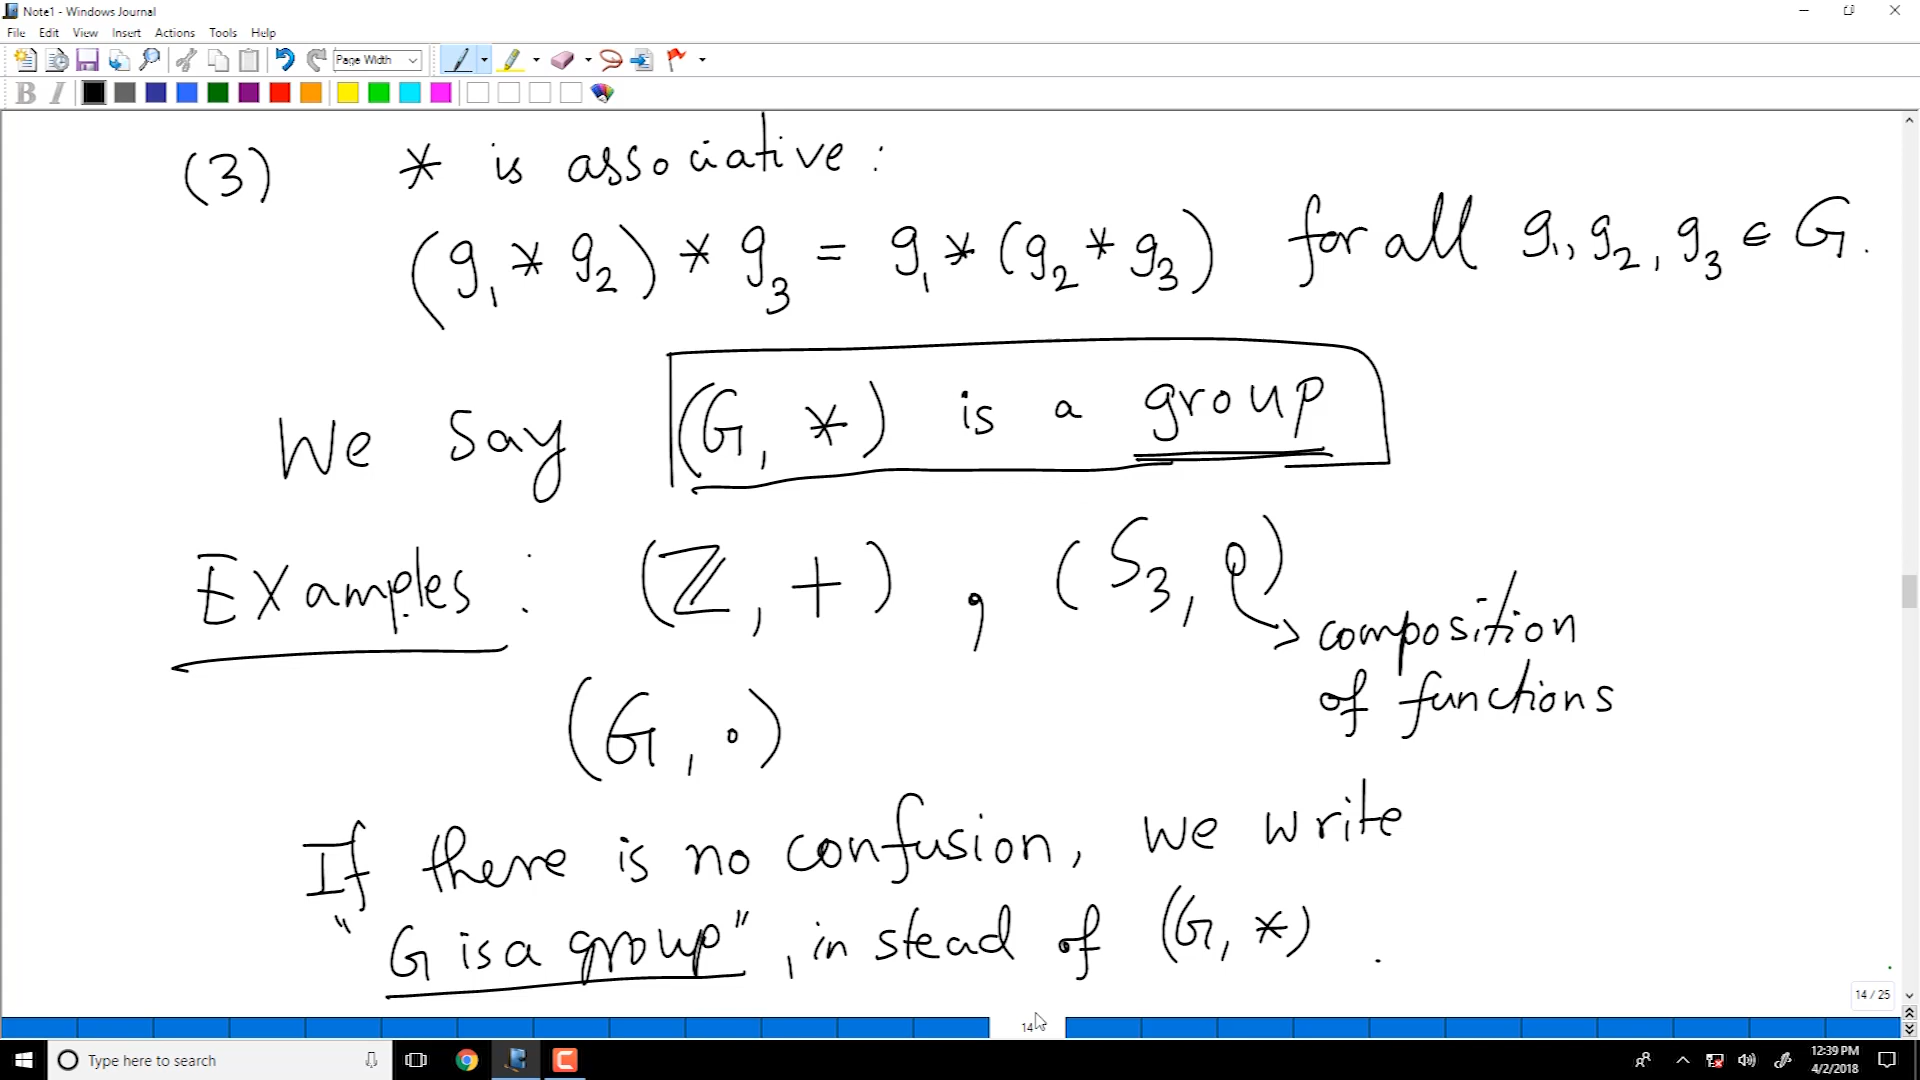 Note1 - Windows Journal
File Edit View Insert Actions Tools Help
Page Width
B I
(3) * is associative:
(g₁ * g₂) * g₃ = g₁ * (g₂ * g₃) for all g₁, g₂, g₃ ∈ G.
We say (G, *) is a group
Examples: (ℤ, +), (S₃, ∘)
composition
of functions
(G, ∘)
If there is no confusion, we write
"G is a group", instead of (G, *).
14 / 25
14
Type here to search
12:39 PM
4/2/2018